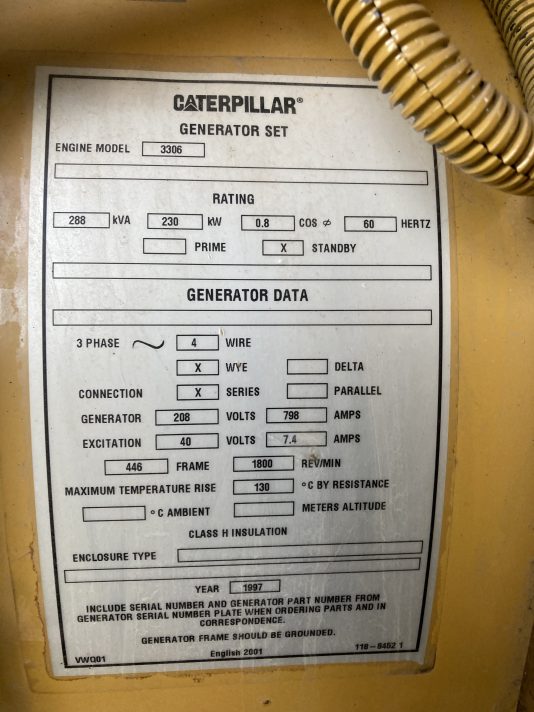 CATERPILLAR®
GENERATOR SET
ENGINE MODEL 3306
RATING
288 kVA 230 kW 0.8 COS ⌀ 60 HERTZ
PRIME X STANDBY
GENERATOR DATA
3 PHASE ~ 4 WIRE
X WYE DELTA
CONNECTION X SERIES PARALLEL
GENERATOR 208 VOLTS 798 AMPS
EXCITATION 40 VOLTS 7.4 AMPS
446 FRAME 1800 REV/MIN
MAXIMUM TEMPERATURE RISE 130 °C BY RESISTANCE
°C AMBIENT METERS ALTITUDE
CLASS H INSULATION
ENCLOSURE TYPE
YEAR 1997
INCLUDE SERIAL NUMBER AND GENERATOR PART NUMBER FROM
GENERATOR SERIAL NUMBER PLATE WHEN ORDERING PARTS AND IN
CORRESPONDENCE.
GENERATOR FRAME SHOULD BE GROUNDED.
VWQ01 English 2001 118-8402 1